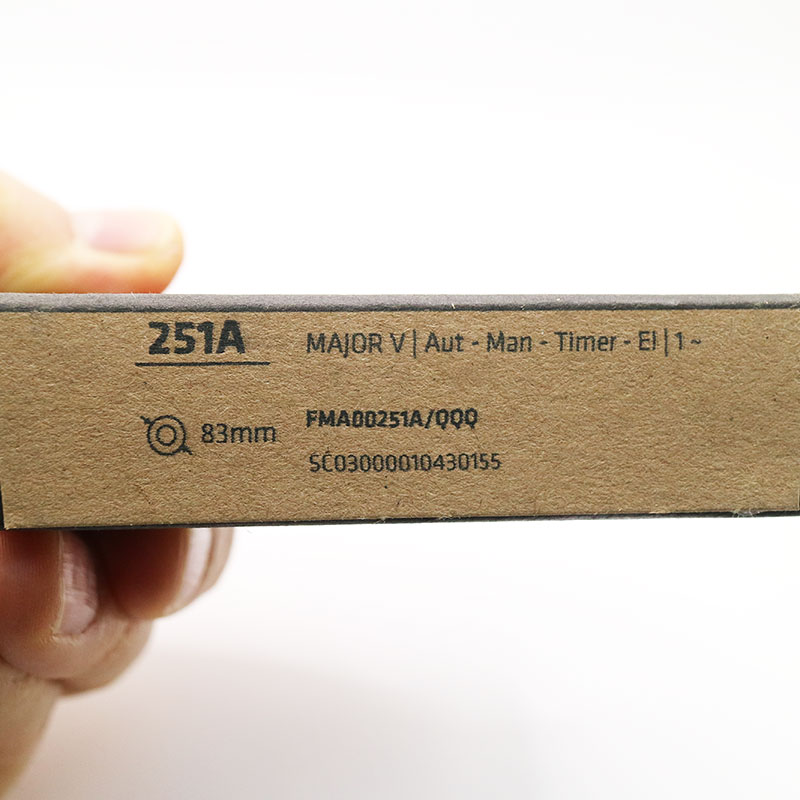 251A MAJOR V | Aut - Man - Timer - El | 1 ~
83mm FMA00251A/QQQ
SC03000010430155